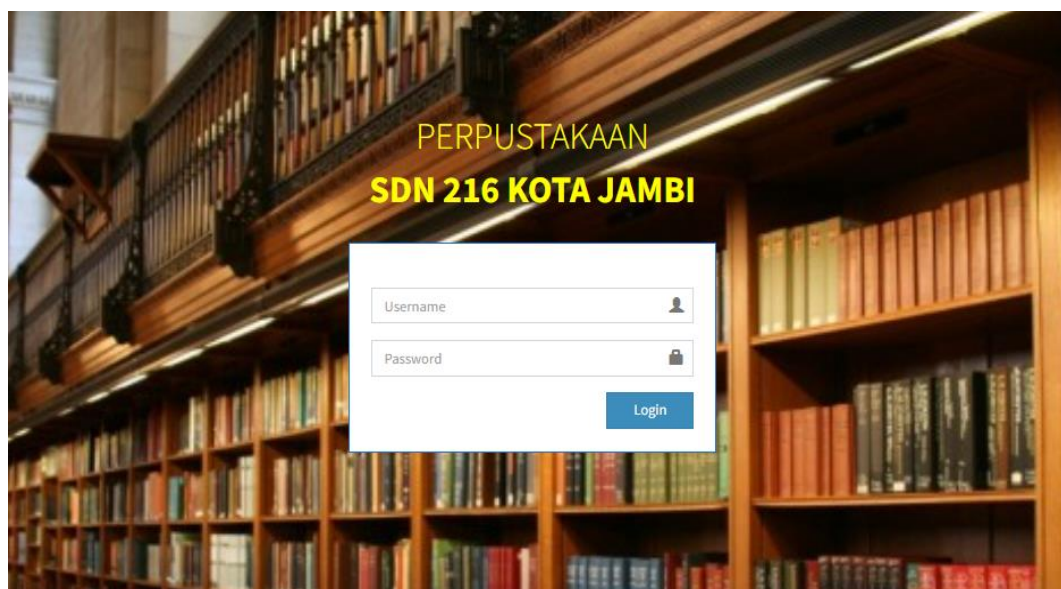 PERPUSTAKAAN
SDN 216 KOTA JAMBI
Username
Password
Login